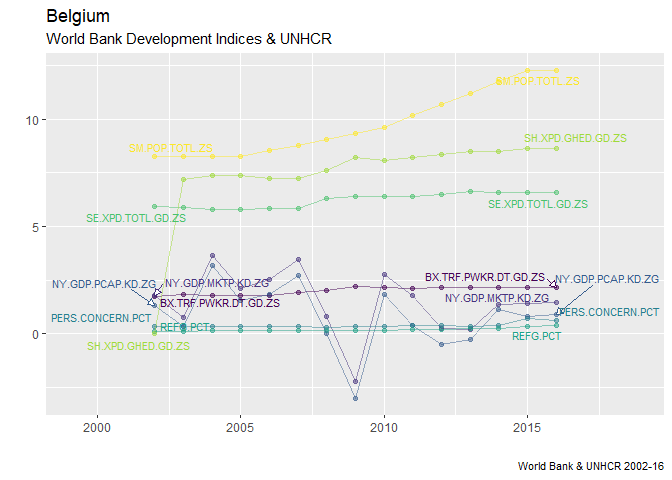 Belgium
World Bank Development Indices & UNHCR
SM.POP.TOTL.ZS
10
SH.XPD.GHED.GD.ZS
SM.POP.TOTL.ZS
SE.XPD.TOTL.GD.ZS
SE.XPD.TOTL.GD.ZS
5
NY.GDP.PCAP.KD.ZG
NY.GDP.MKTP.KD.ZG
BX.TRF.PWKR.DT.GD.ZS
NY.GDP.PCAP.KD.ZG
BX.TRF.PWKR.DT.GD.ZS
NY.GDP.MKTP.KD.ZG
PERS.CONCERN.PCT
PERS.CONCERN.PCT
REFG.PCT
REFG.PCT
0
SH.XPD.GHED.GD.ZS
2000
2005
2010
2015
World Bank & UNHCR 2002-16